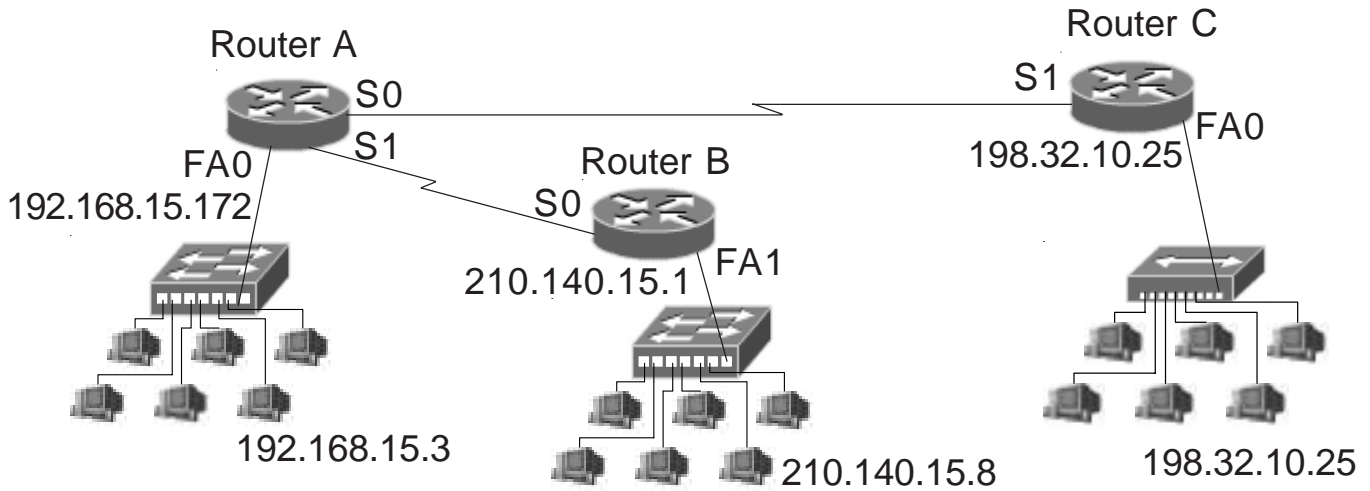 Router A
Router C
S0
S1
S1
FA0
FA0
Router B
198.32.10.25
192.168.15.172
S0
FA1
210.140.15.1
192.168.15.3
210.140.15.8
198.32.10.25